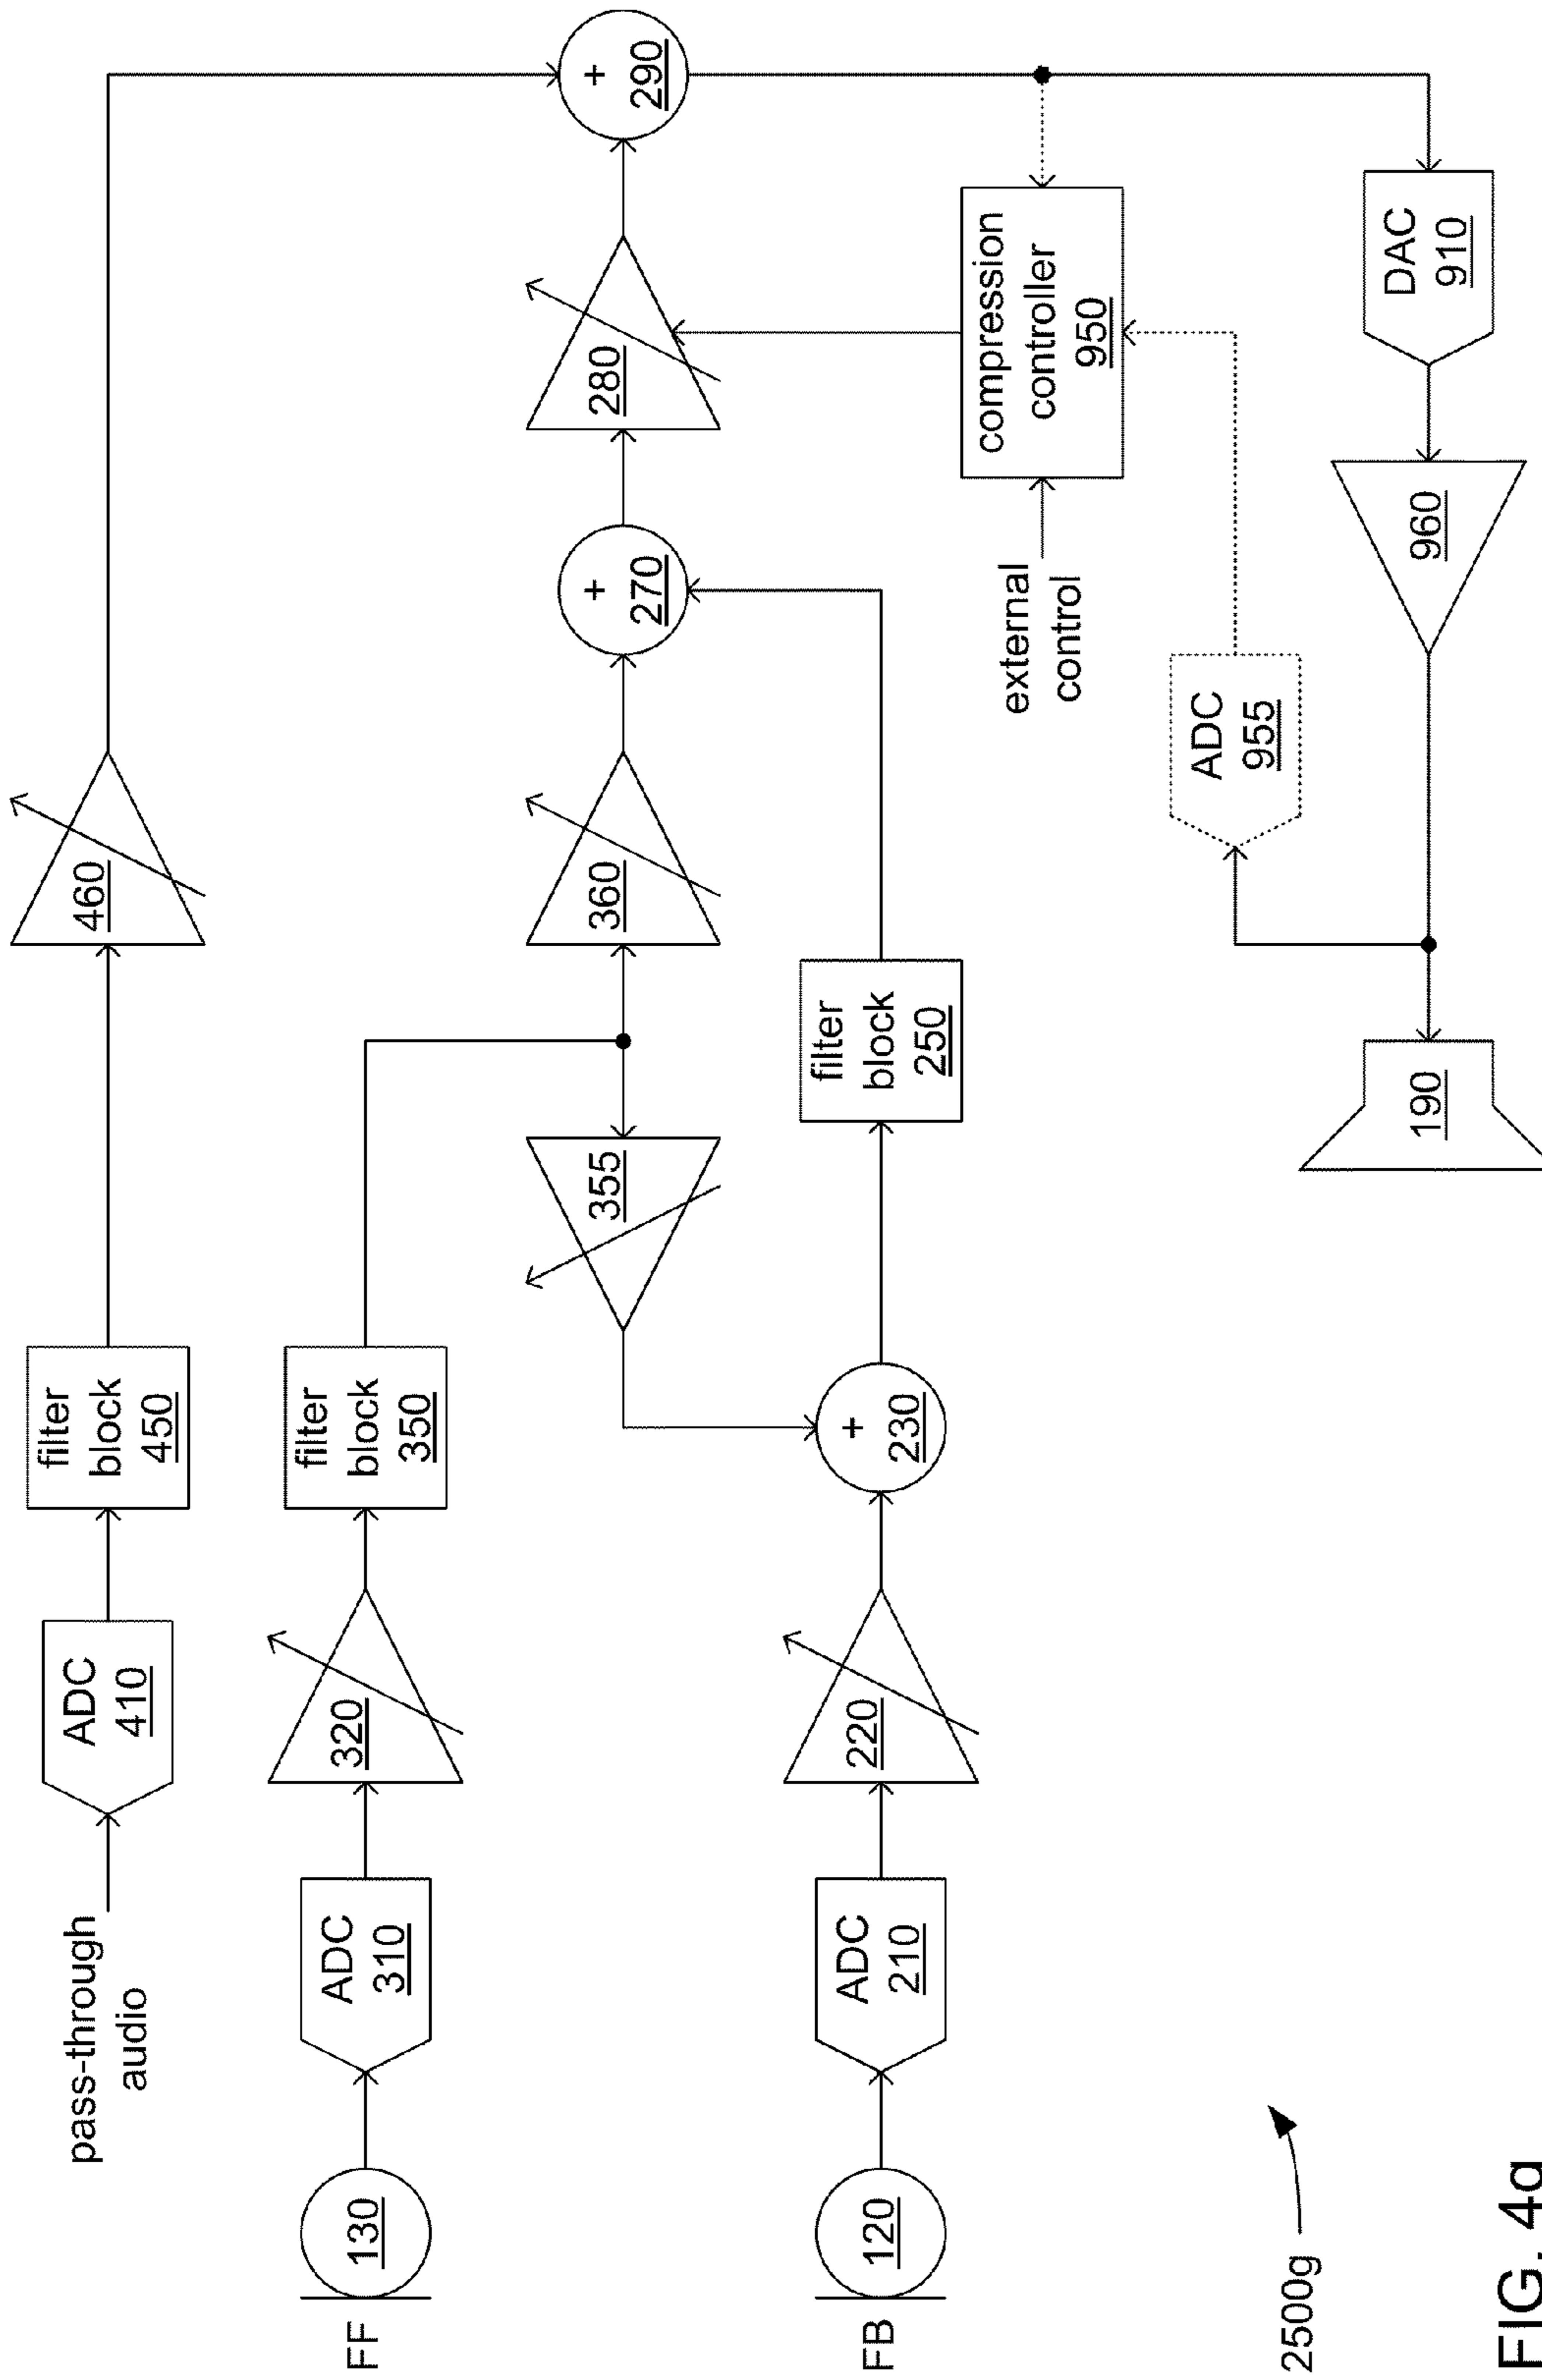 pass-through
audio
ADC
410
filter
block
450
460
FF
130
ADC
310
320
filter
block
350
355
360
+
270
280
+
290
FB
120
ADC
210
220
+
230
filter
block
250
external
control
compression
controller
950
ADC
955
190
960
DAC
910
2500g
FIG. 4g